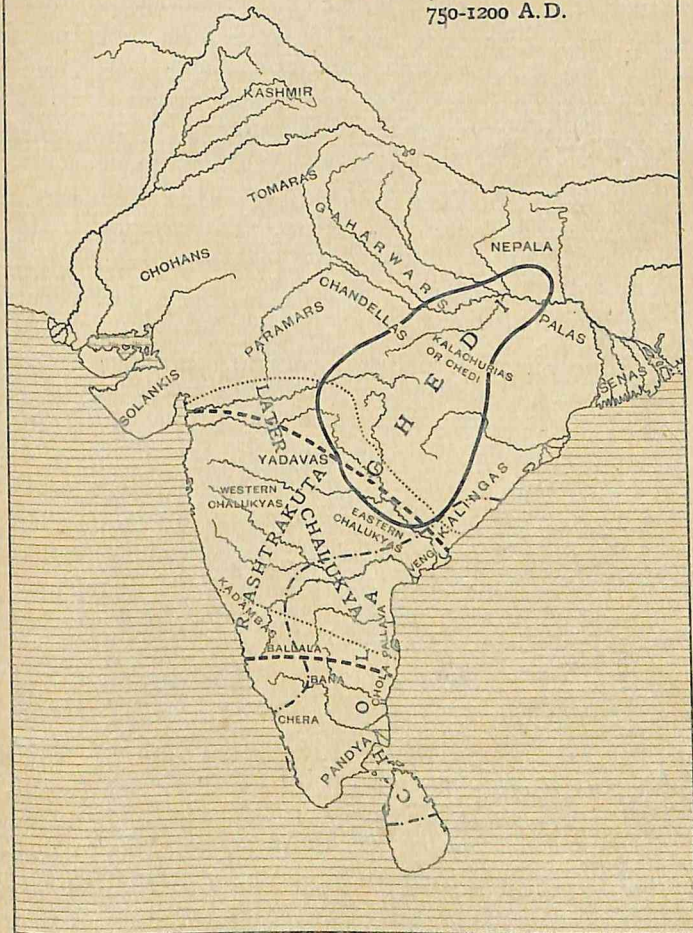 750-1200 A.D.
KASHMIR
TOMARAS
GAHARWARS
NEPALA
CHOHANS
CHANDELLAS
PARAMARS
PALAS
KALACHURIAS
OR CHEDI
CHEDI
SENAS
SOLANKIS
LATER CHALUKYA
YADAVAS
WESTERN
CHALUKYAS
RASHTRAKUTA
EASTERN
CHALUKYAS
KALINGAS
VENGI
KADAMBAS
BALLALA
PALLAVA
CHOLA
BANA
CHERA
PANDYA
CHOLA